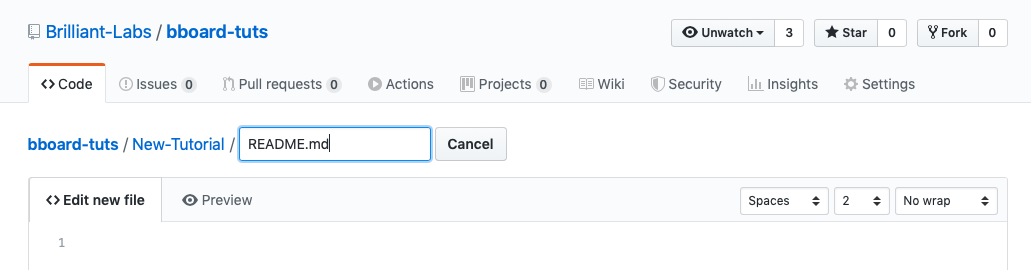 Brilliant-Labs / bboard-tuts Unwatch 3 Star 0 Fork 0
Code Issues 0 Pull requests 0 Actions Projects 0 Wiki Security Insights Settings
bboard-tuts / New-Tutorial / README.md Cancel
Edit new file Preview Spaces 2 No wrap
1